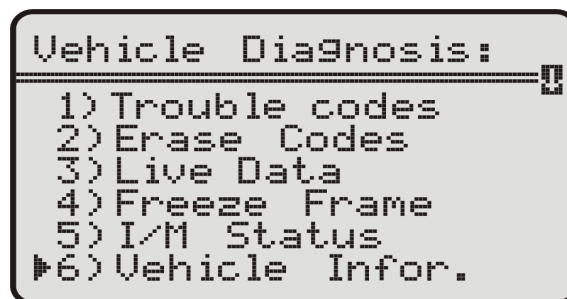 Vehicle Diagnosis:
1) Trouble codes
2) Erase Codes
3) Live Data
4) Freeze Frame
5) I/M Status
6) Vehicle Infor.